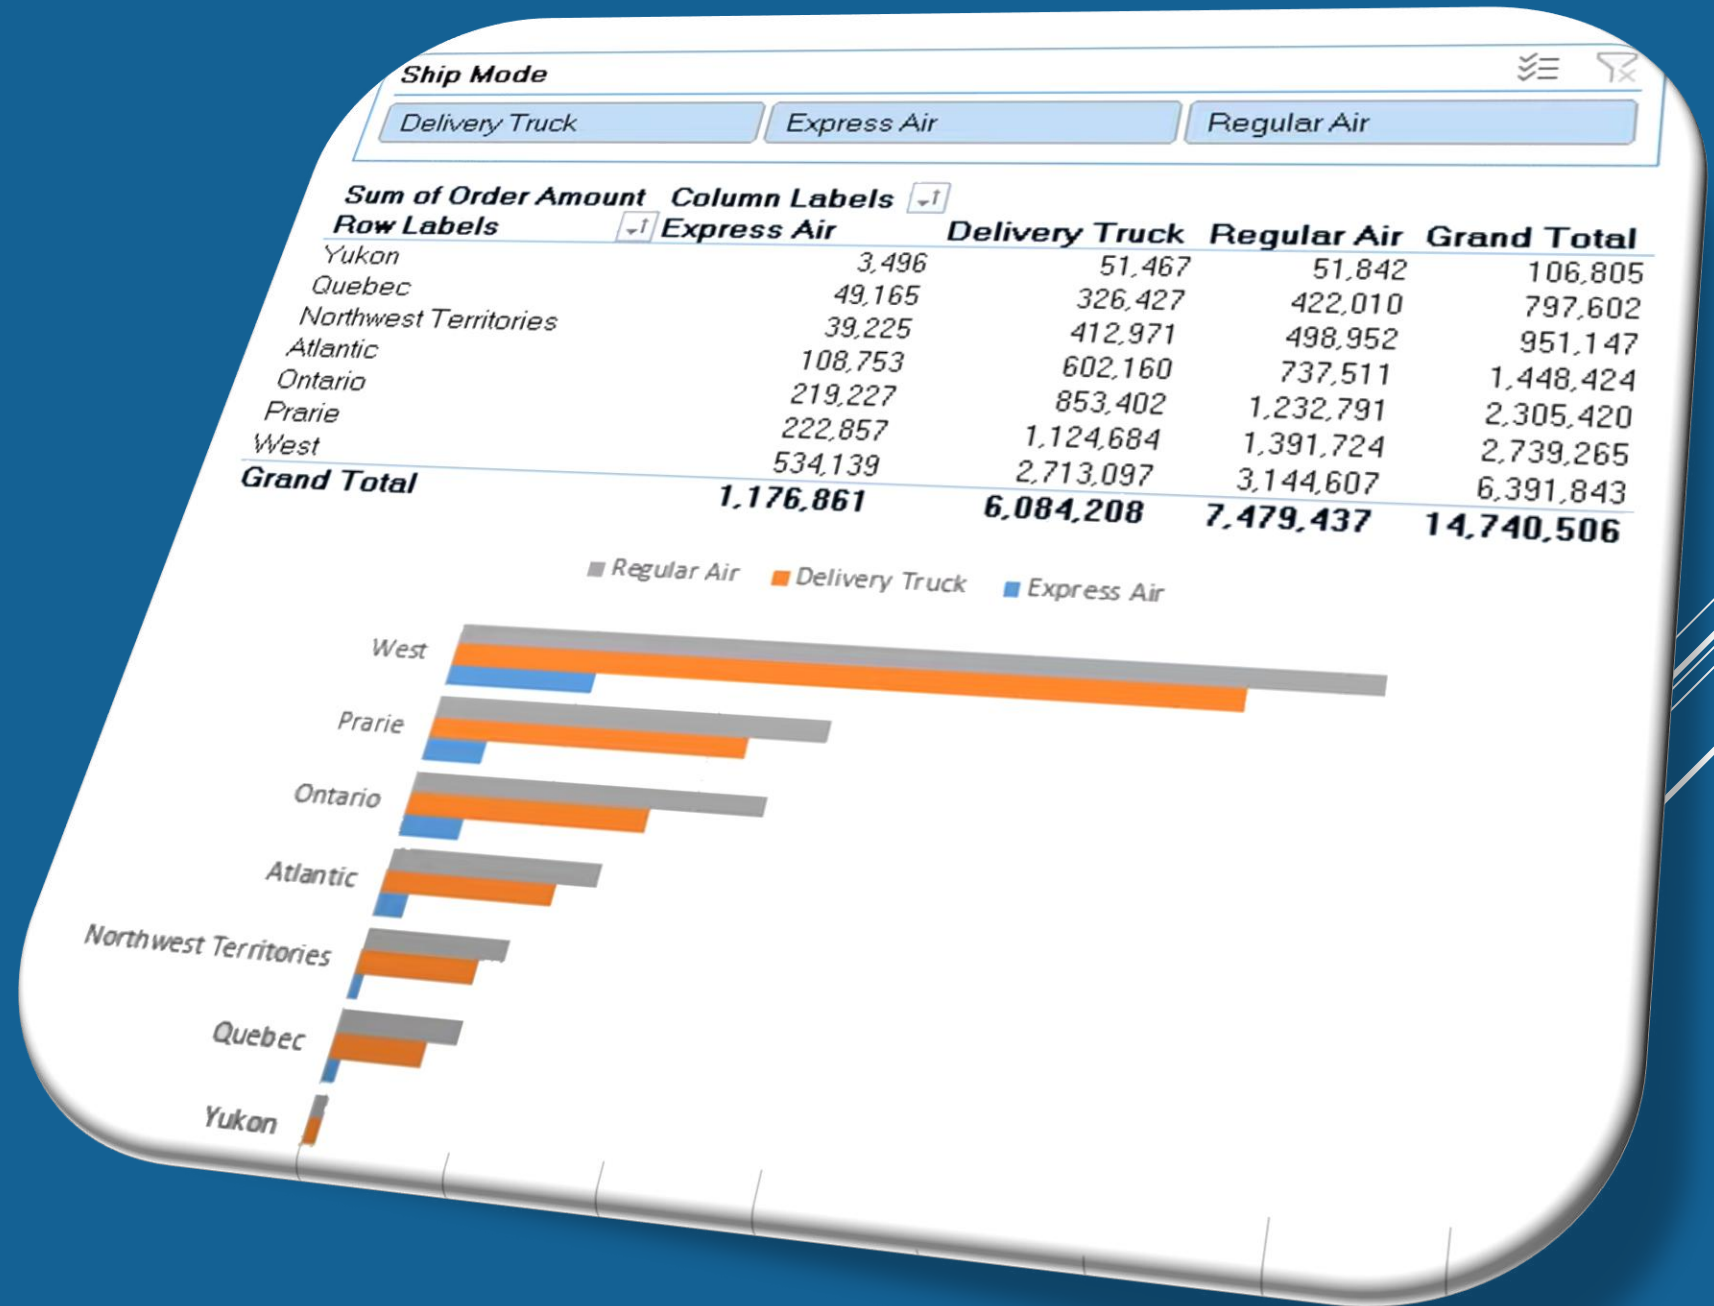 Ship Mode
Delivery Truck Express Air Regular Air
Sum of Order Amount Column Labels
Row Labels Express Air Delivery Truck Regular Air Grand Total
Yukon 3,496 51,467 51,842 106,805
Quebec 49,165 326,427 422,010 797,602
Northwest Territories 39,225 412,971 498,952 951,147
Atlantic 108,753 602,160 737,511 1,448,424
Ontario 219,227 853,402 1,232,791 2,305,420
Prarie 222,857 1,124,684 1,391,724 2,739,265
West 534,139 2,713,097 3,144,607 6,391,843
Grand Total 1,176,861 6,084,208 7,479,437 14,740,506
Regular Air Delivery Truck Express Air
West
Prarie
Ontario
Atlantic
Northwest Territories
Quebec
Yukon